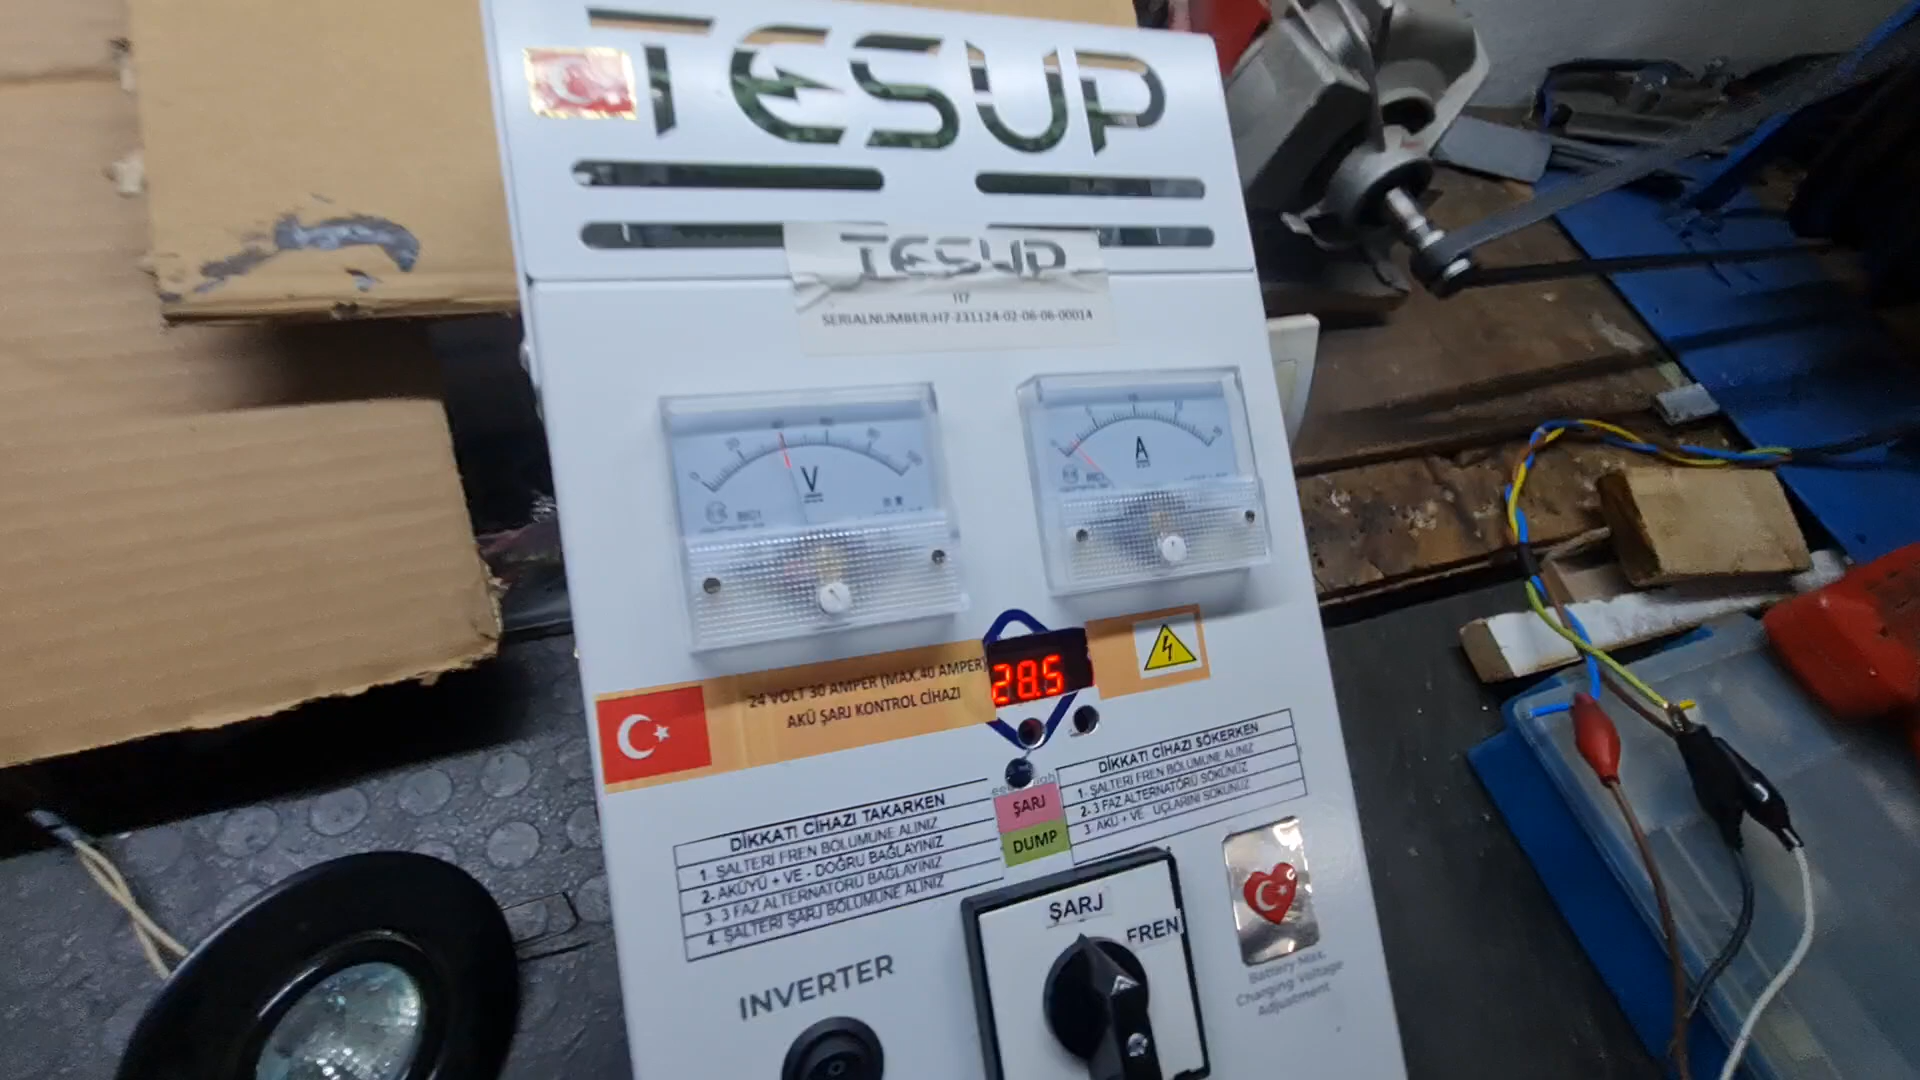 TESUP
TESUP
H7
SERIALNUMBER:H7-231124-02-06-06-00014
V
A
24 VOLT 30 AMPER (MAX.40 AMPER)
AKÜ ŞARJ KONTROL CİHAZI
28.5
DİKKATİ CİHAZI TAKARKEN
1. ŞALTERİ FREN BÖLÜMÜNE ALINIZ
2- AKÜYÜ + VE - DOĞRU BAĞLAYINIZ
3- 3 FAZ ALTERNATÖRÜ BAĞLAYINIZ
4. ŞALTERİ ŞARJ BÖLÜMÜNE ALINIZ
ŞARJ
DUMP
DİKKATİ CİHAZI SÖKERKEN
1. ŞALTERİ FREN BÖLÜMÜNE ALINIZ
2- 3 FAZ ALTERNATÖRÜ SÖKÜNÜZ
3. AKÜ + VE - UÇLARINI SÖKÜNÜZ
ŞARJ
FREN
INVERTER
Battery Max.
Charging Voltage
Adjustment